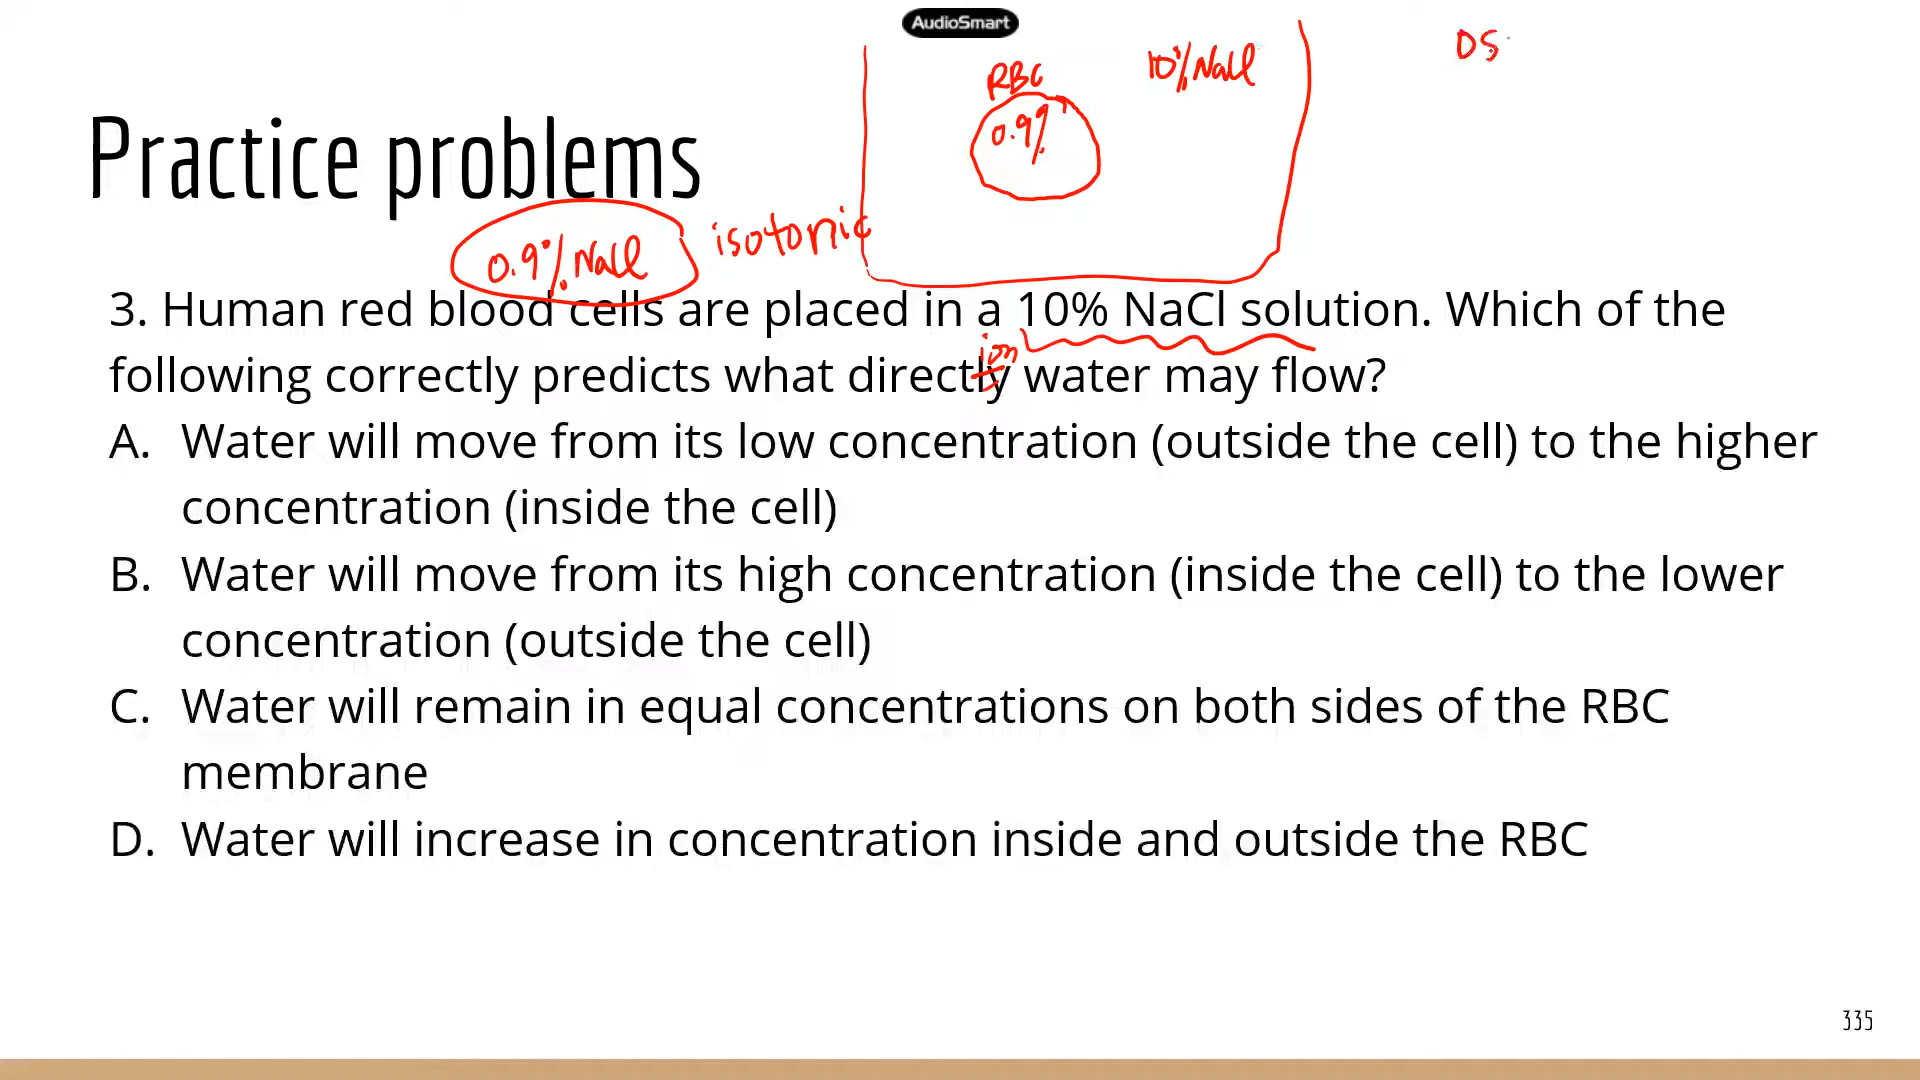 AudioSmart
OS
RBC
10% NaCl
0.9%
Practice problems
0.9% NaCl
isotonic
3. Human red blood cells are placed in a 10% NaCl solution. Which of the
ion
following correctly predicts what directly water may flow?
A. Water will move from its low concentration (outside the cell) to the higher
concentration (inside the cell)
B. Water will move from its high concentration (inside the cell) to the lower
concentration (outside the cell)
C. Water will remain in equal concentrations on both sides of the RBC
membrane
D. Water will increase in concentration inside and outside the RBC
335